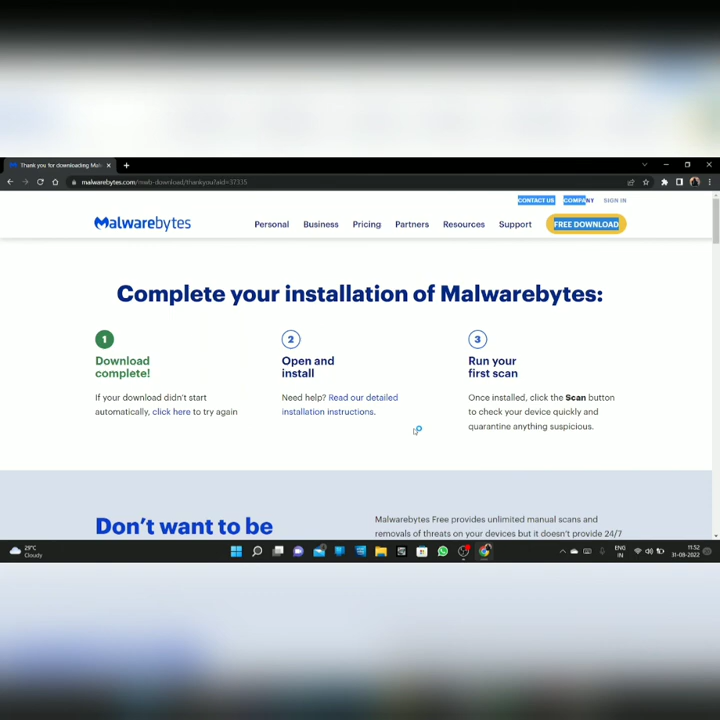 Thank you for downloading Mal
malwarebytes.com/mwb-download/thankyou?aid=37335
CONTACT US COMPANY SIGN IN
Malwarebytes Personal Business Pricing Partners Resources Support FREE DOWNLOAD
Complete your installation of Malwarebytes:
1 2 3
Download Open and Run your
complete! install first scan
If your download didn't start Need help? Read our detailed Once installed, click the Scan button
automatically, click here to try again installation instructions. to check your device quickly and
quarantine anything suspicious.
Don't want to be Malwarebytes Free provides unlimited manual scans and
removals of threats on your devices but it doesn't provide 24/7
29°C ENG 11:52
Cloudy IN 31-08-2022